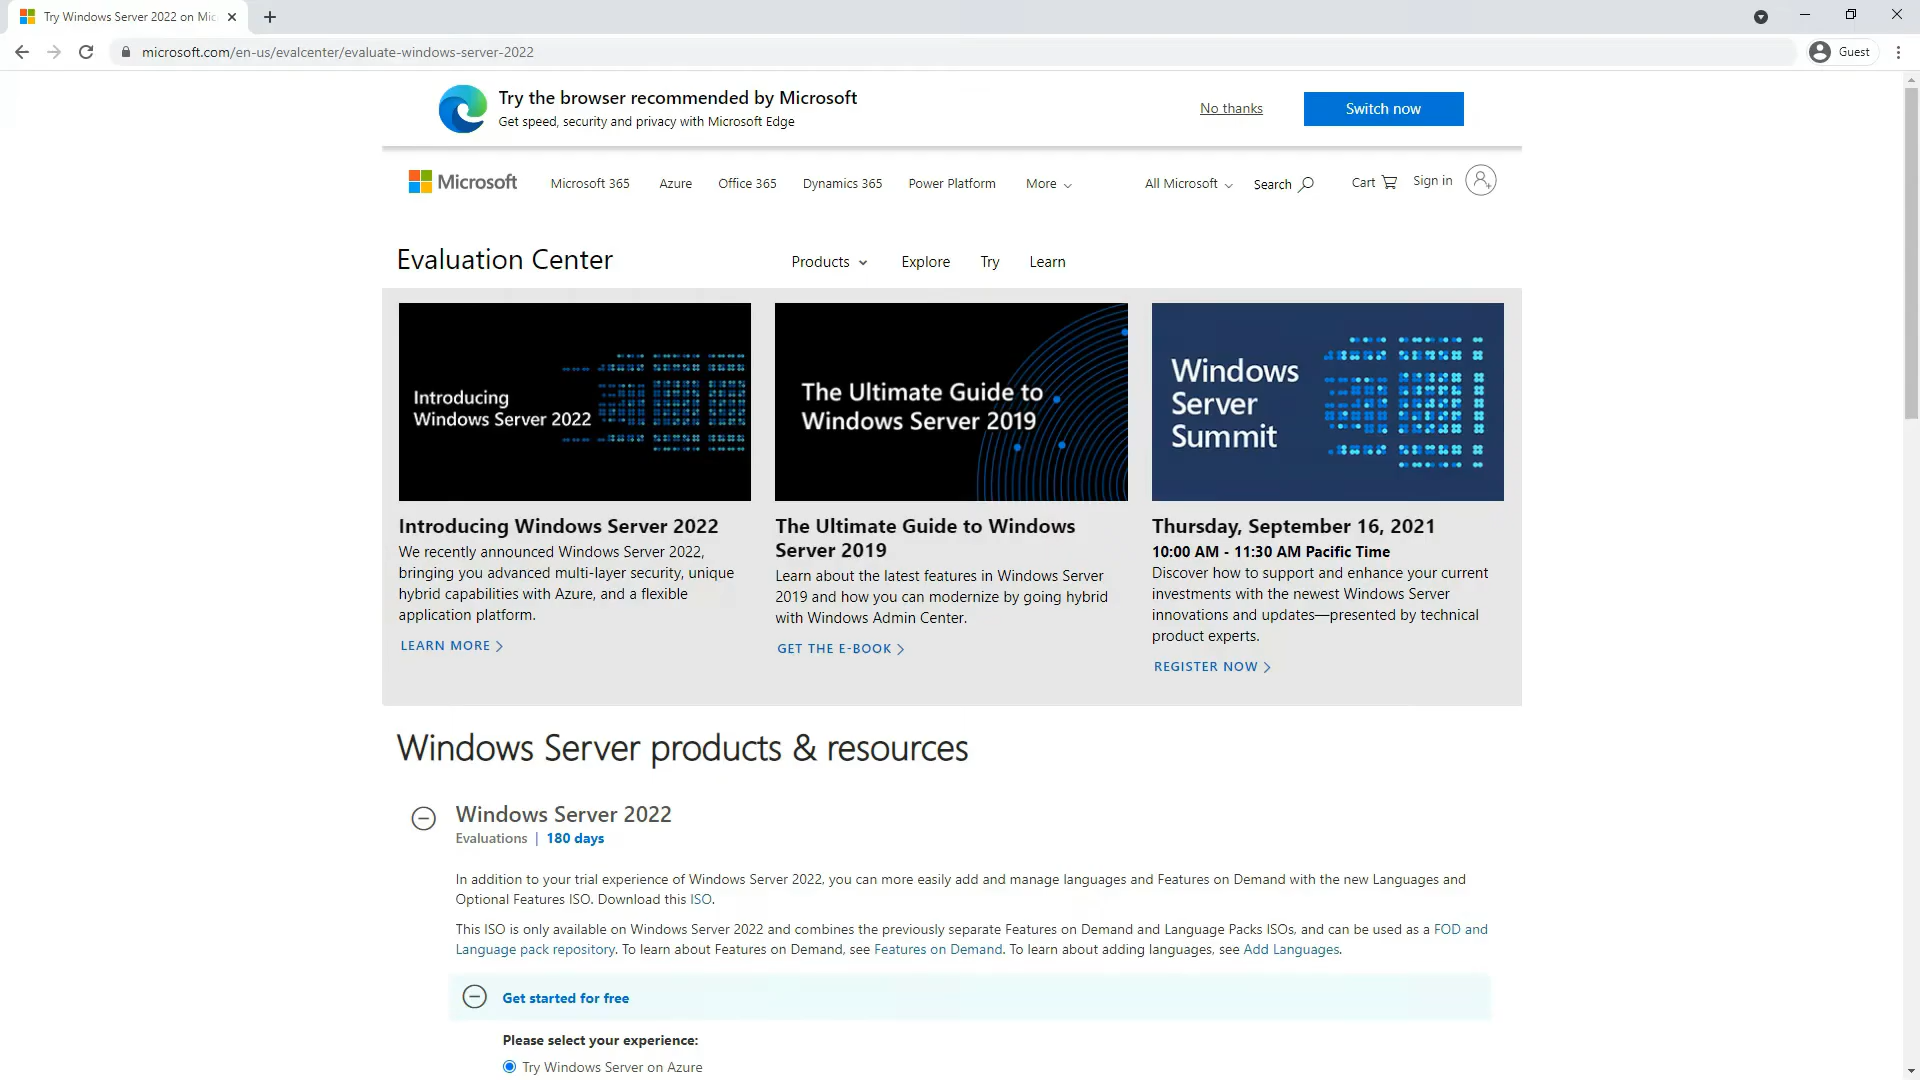 Try Windows Server 2022 on Mic
microsoft.com/en-us/evalcenter/evaluate-windows-server-2022
Guest
Try the browser recommended by Microsoft
Get speed, security and privacy with Microsoft Edge
No thanks
Switch now
Microsoft
Microsoft 365
Azure
Office 365
Dynamics 365
Power Platform
More
All Microsoft
Search
Cart
Sign in
Evaluation Center
Products
Explore
Try
Learn
Introducing
Windows Server 2022
Introducing Windows Server 2022
We recently announced Windows Server 2022,
bringing you advanced multi-layer security, unique
hybrid capabilities with Azure, and a flexible
application platform.
LEARN MORE
The Ultimate Guide to
Windows Server 2019
The Ultimate Guide to Windows
Server 2019
Learn about the latest features in Windows Server
2019 and how you can modernize by going hybrid
with Windows Admin Center.
GET THE E-BOOK
Windows
Server
Summit
Thursday, September 16, 2021
10:00 AM - 11:30 AM Pacific Time
Discover how to support and enhance your current
investments with the newest Windows Server
innovations and updates—presented by technical
product experts.
REGISTER NOW
Windows Server products & resources
Windows Server 2022
Evaluations | 180 days
In addition to your trial experience of Windows Server 2022, you can more easily add and manage languages and Features on Demand with the new Languages and
Optional Features ISO. Download this ISO.
This ISO is only available on Windows Server 2022 and combines the previously separate Features on Demand and Language Packs ISOs, and can be used as a FOD and
Language pack repository. To learn about Features on Demand, see Features on Demand. To learn about adding languages, see Add Languages.
Get started for free
Please select your experience:
Try Windows Server on Azure